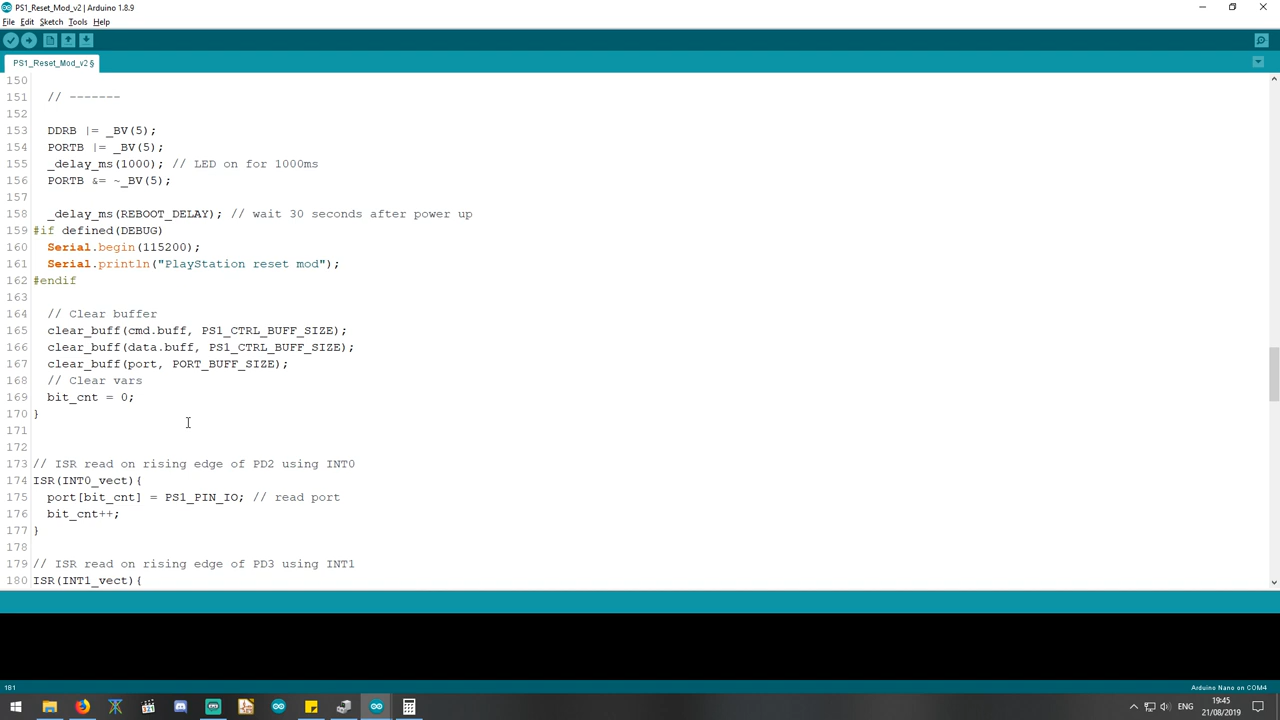 PS1_Reset_Mod_v2 | Arduino 1.8.9
File Edit Sketch Tools Help
PS1_Reset_Mod_v2 §
150
151 // -------
152
153 DDRB |= _BV(5);
154 PORTB |= _BV(5);
155 _delay_ms(1000); // LED on for 1000ms
156 PORTB &= ~_BV(5);
157
158 _delay_ms(REBOOT_DELAY); // wait 30 seconds after power up
159 #if defined(DEBUG)
160 Serial.begin(115200);
161 Serial.println("PlayStation reset mod");
162 #endif
163
164 // Clear buffer
165 clear_buff(cmd.buff, PS1_CTRL_BUFF_SIZE);
166 clear_buff(data.buff, PS1_CTRL_BUFF_SIZE);
167 clear_buff(port, PORT_BUFF_SIZE);
168 // Clear vars
169 bit_cnt = 0;
170 }
171
172
173 // ISR read on rising edge of PD2 using INT0
174 ISR(INT0_vect){
175 port[bit_cnt] = PS1_PIN_IO; // read port
176 bit_cnt++;
177 }
178
179 // ISR read on rising edge of PD3 using INT1
180 ISR(INT1_vect){
181 Arduino Nano on COM4
ENG 19:45
21/08/2019